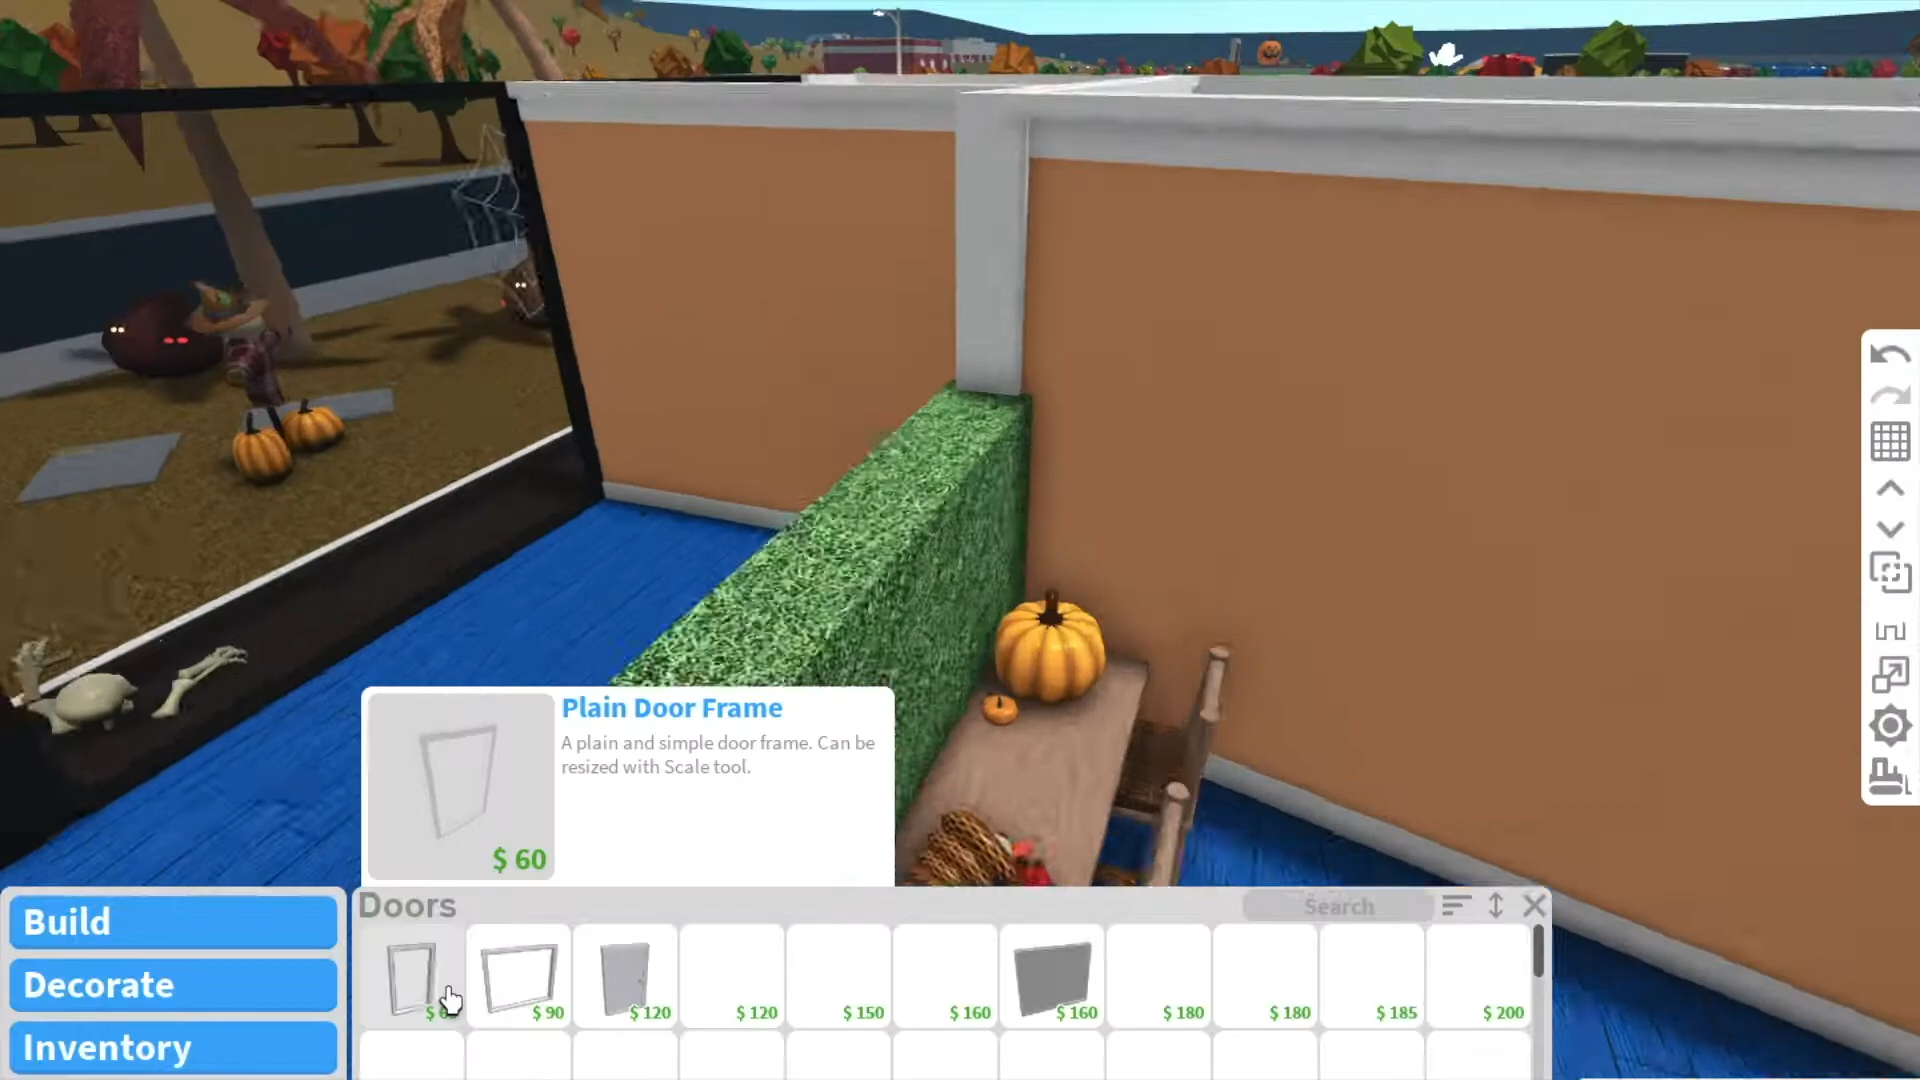 Plain Door Frame
A plain and simple door frame. Can be
resized with Scale tool.
$ 60
Build
Decorate
Inventory
Doors
Search
$ 90
$ 120
$ 120
$ 150
$ 160
$ 160
$ 180
$ 180
$ 185
$ 200